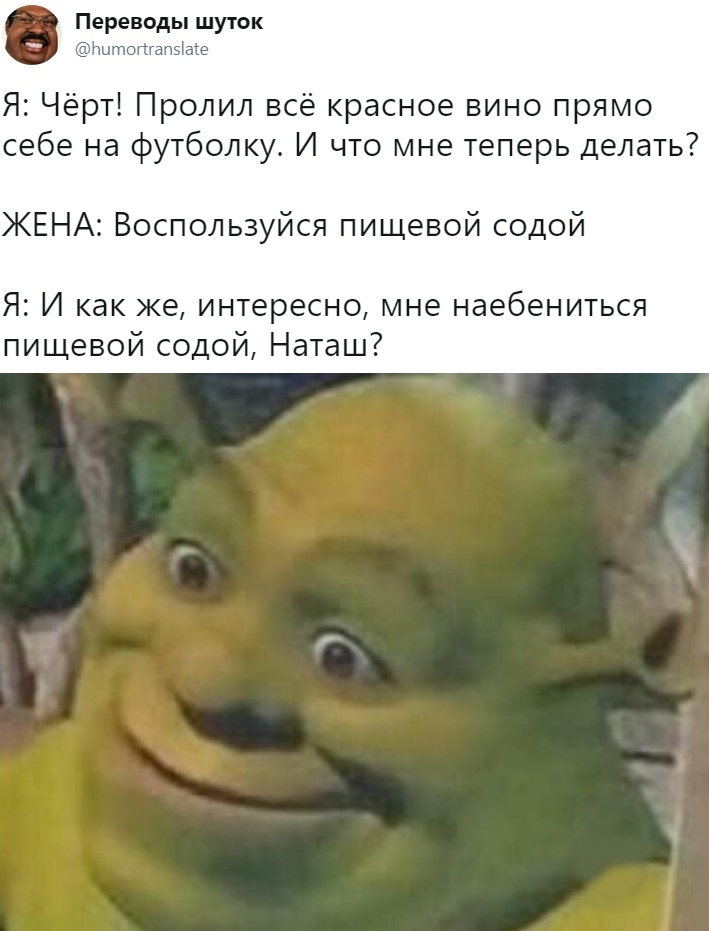 Переводы шуток
@humortranslate
Я: Чёрт! Пролил всё красное вино прямо
себе на футболку. И что мне теперь делать?
ЖЕНА: Воспользуйся пищевой содой
Я: И как же, интересно, мне наебениться
пищевой содой, Наташ?